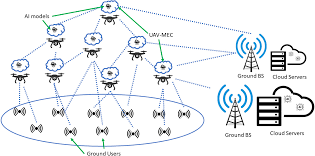 AI models
UAV-MEC
Ground BS
Cloud Servers
Ground BS
Cloud Servers
Ground Users